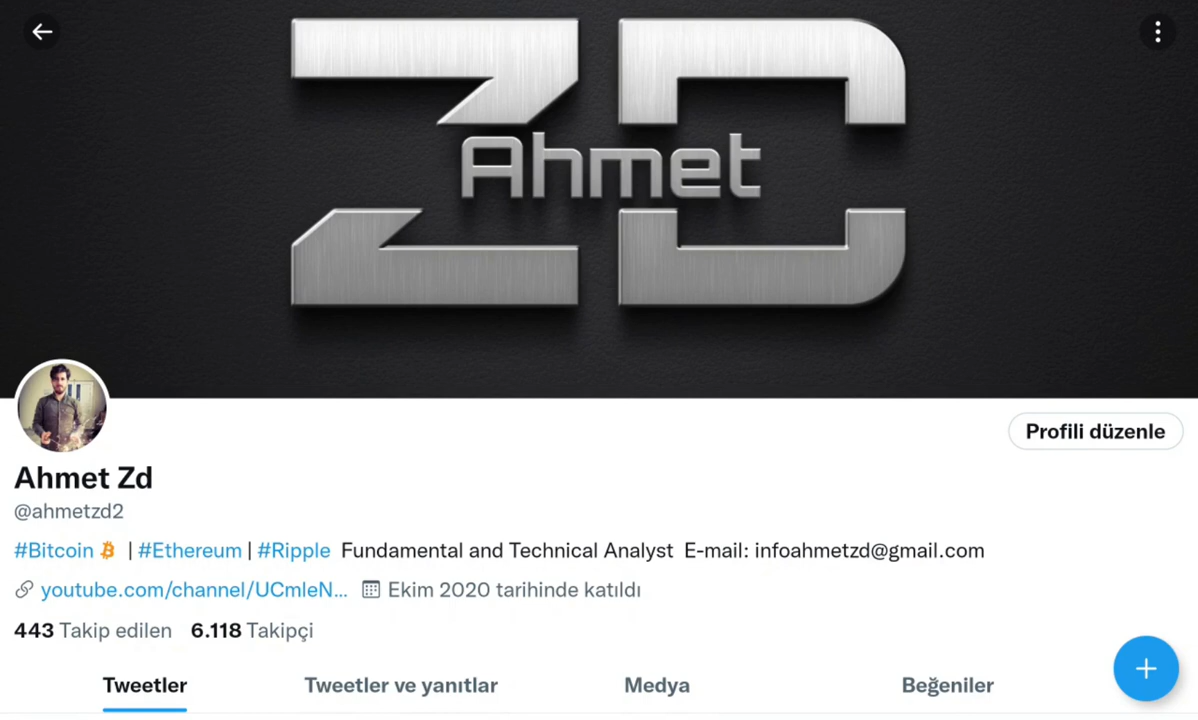 ZD
Ahmet
Profili düzenle
Ahmet Zd
@ahmetzd2
#Bitcoin | #Ethereum | #Ripple Fundamental and Technical Analyst E-mail: infoahmetzd@gmail.com
youtube.com/channel/UCmleN... Ekim 2020 tarihinde katıldı
443 Takip edilen 6.118 Takipçi
Tweetler Tweetler ve yanıtlar Medya Beğeniler